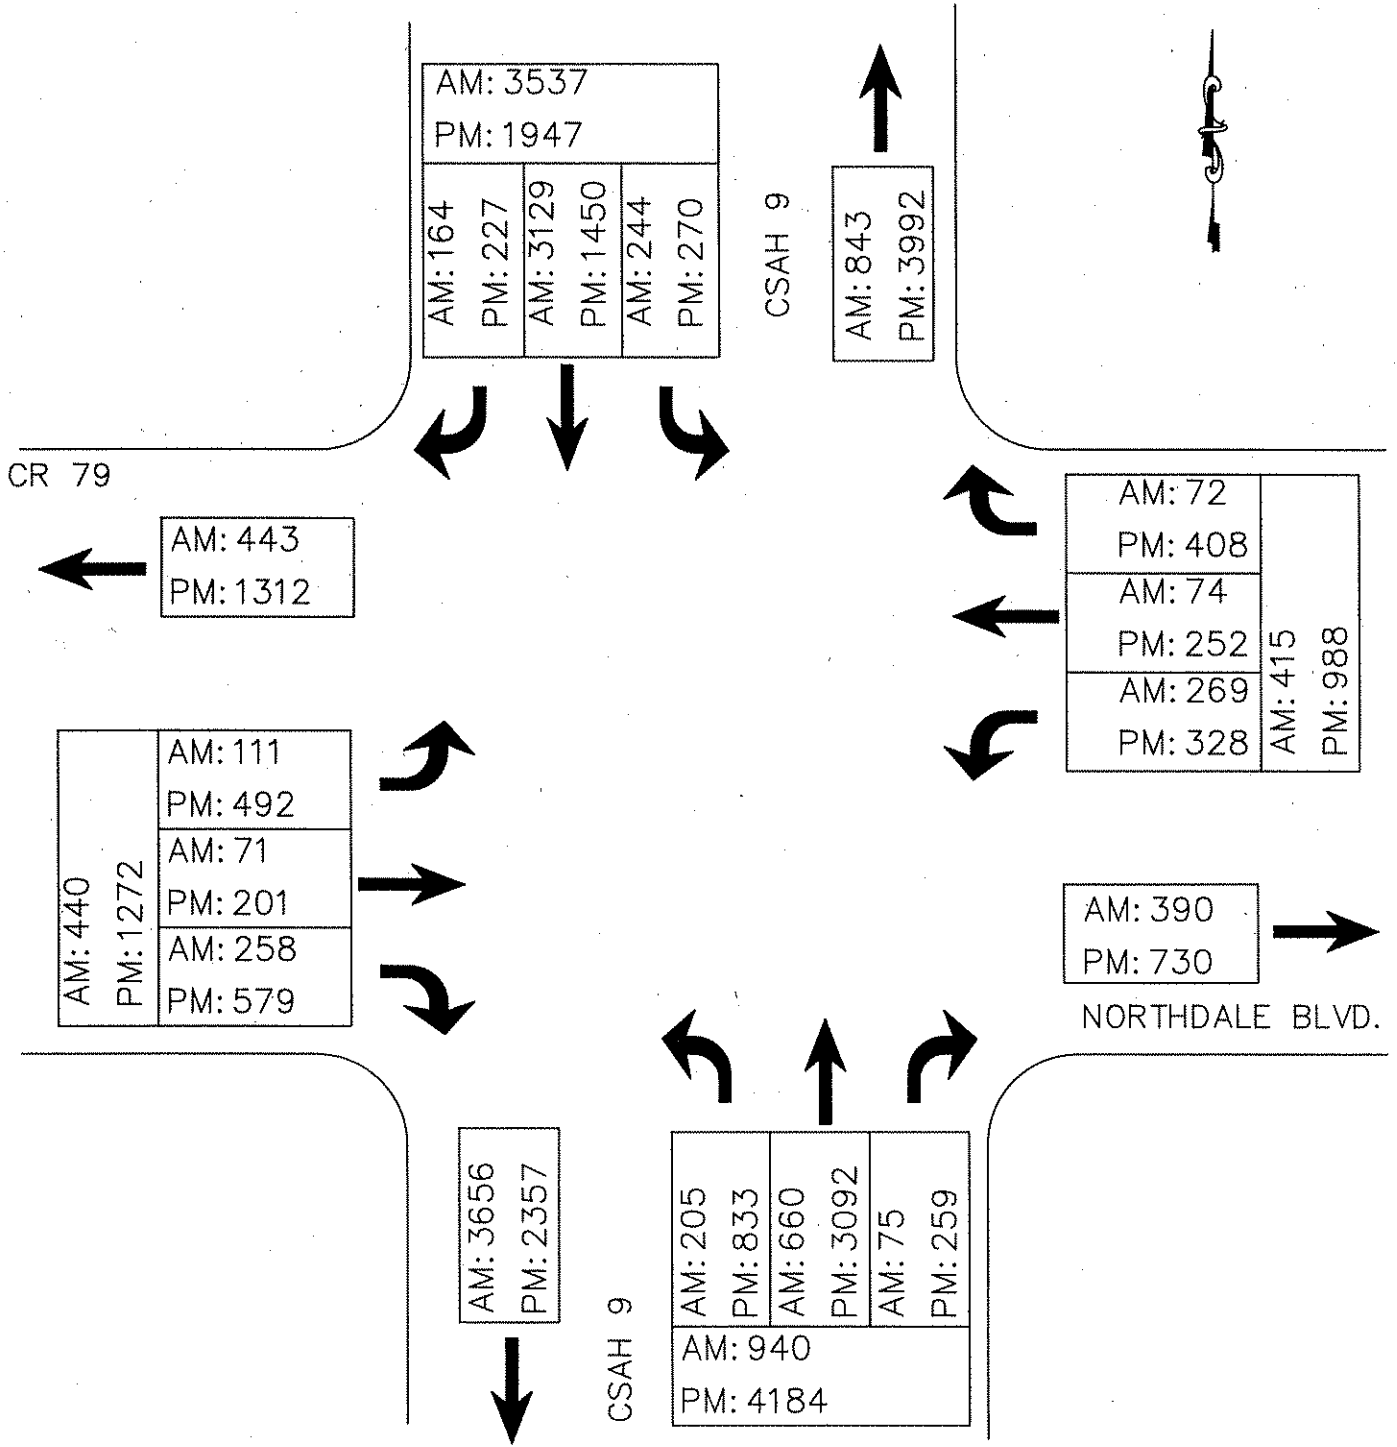 AM: 3537
PM: 1947
AM: 164
PM: 227
AM: 3129
PM: 1450
AM: 244
PM: 270
CSAH 9
AM: 843
PM: 3992
CR 79
AM: 443
PM: 1312
AM: 72
PM: 408
AM: 74
PM: 252
AM: 269
PM: 328
AM: 415
PM: 988
AM: 440
PM: 1272
AM: 111
PM: 492
AM: 71
PM: 201
AM: 258
PM: 579
AM: 390
PM: 730
NORTHDALE BLVD.
AM: 3656
PM: 2357
CSAH 9
AM: 205
PM: 833
AM: 660
PM: 3092
AM: 75
PM: 259
AM: 940
PM: 4184